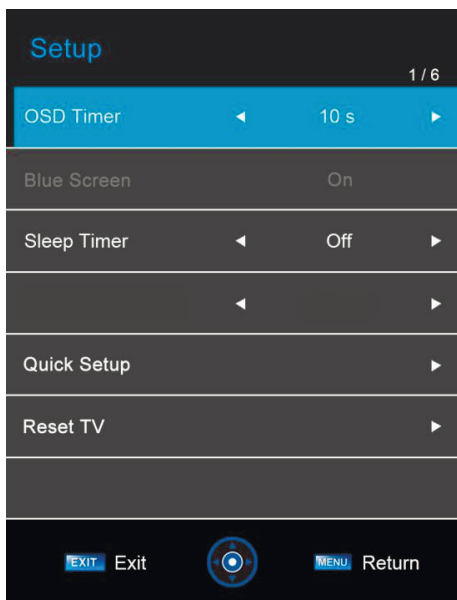 Setup
1 / 6
OSD Timer 10 s
Blue Screen On
Sleep Timer Off
Quick Setup
Reset TV
EXIT Exit MENU Return